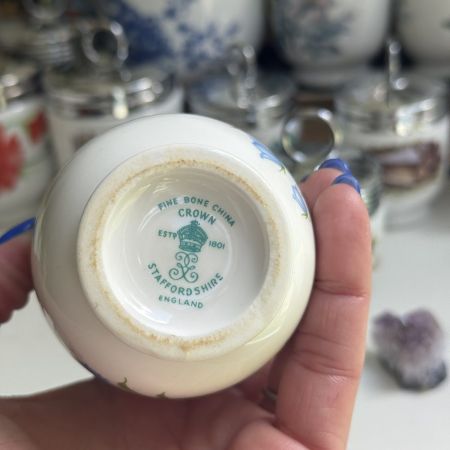 FINE BONE CHINA
CROWN
ESTD 1801
STAFFORDSHIRE
ENGLAND